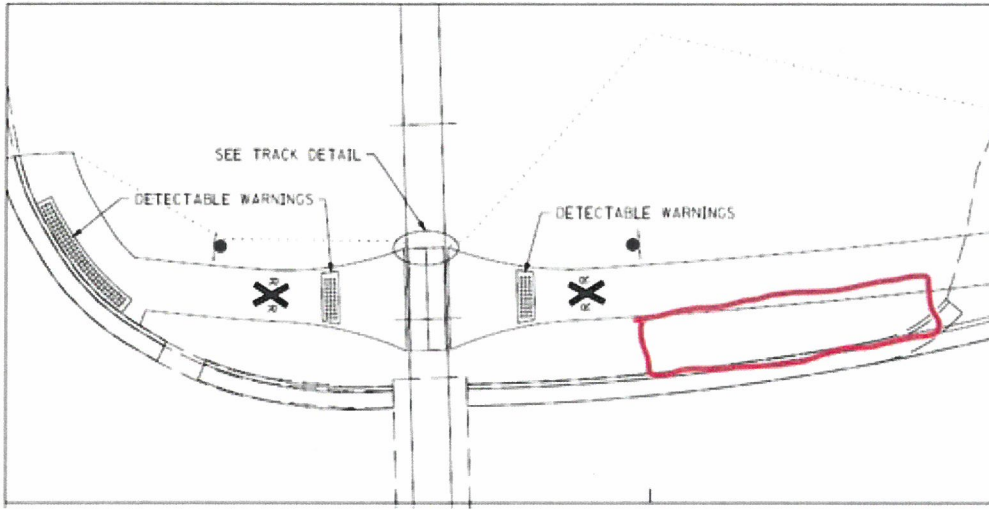 SEE TRACK DETAIL
DETECTABLE WARNINGS
DETECTABLE WARNINGS
R R
R R